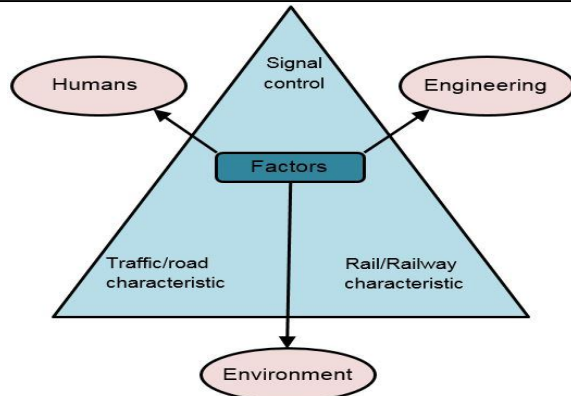 Signal
control
Humans
Engineering
Factors
Traffic/road
characteristic
Rail/Railway
characteristic
Environment